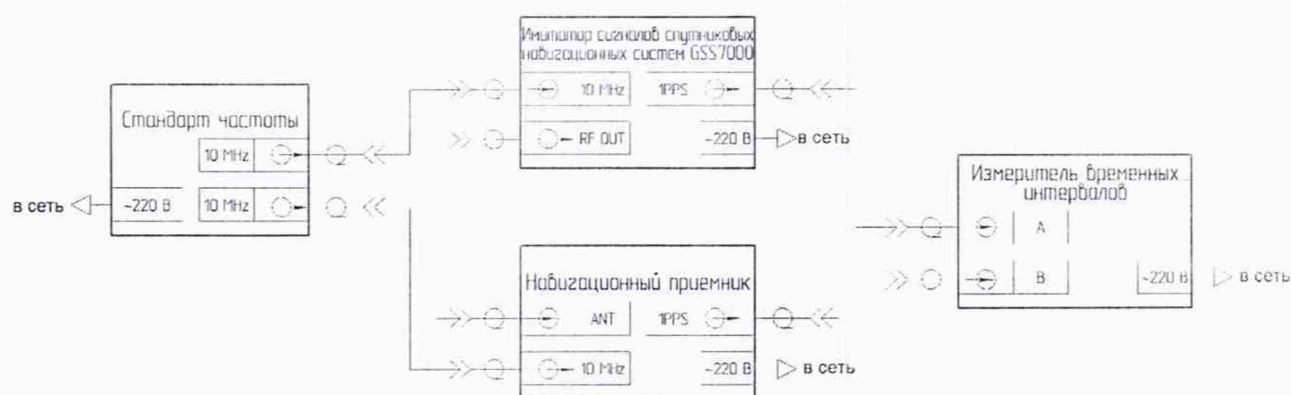 Имитатор сигналов спутниковых
навигационных систем GSS7000
10 MHz
1PPS
RF OUT
~220 В
в сеть
Стандарт частоты
10 MHz
в сеть
~220 В
10 MHz
Измеритель временных
интервалов
A
B
~220 В
в сеть
Навигационный приемник
ANT
1PPS
10 MHz
~220 В
в сеть